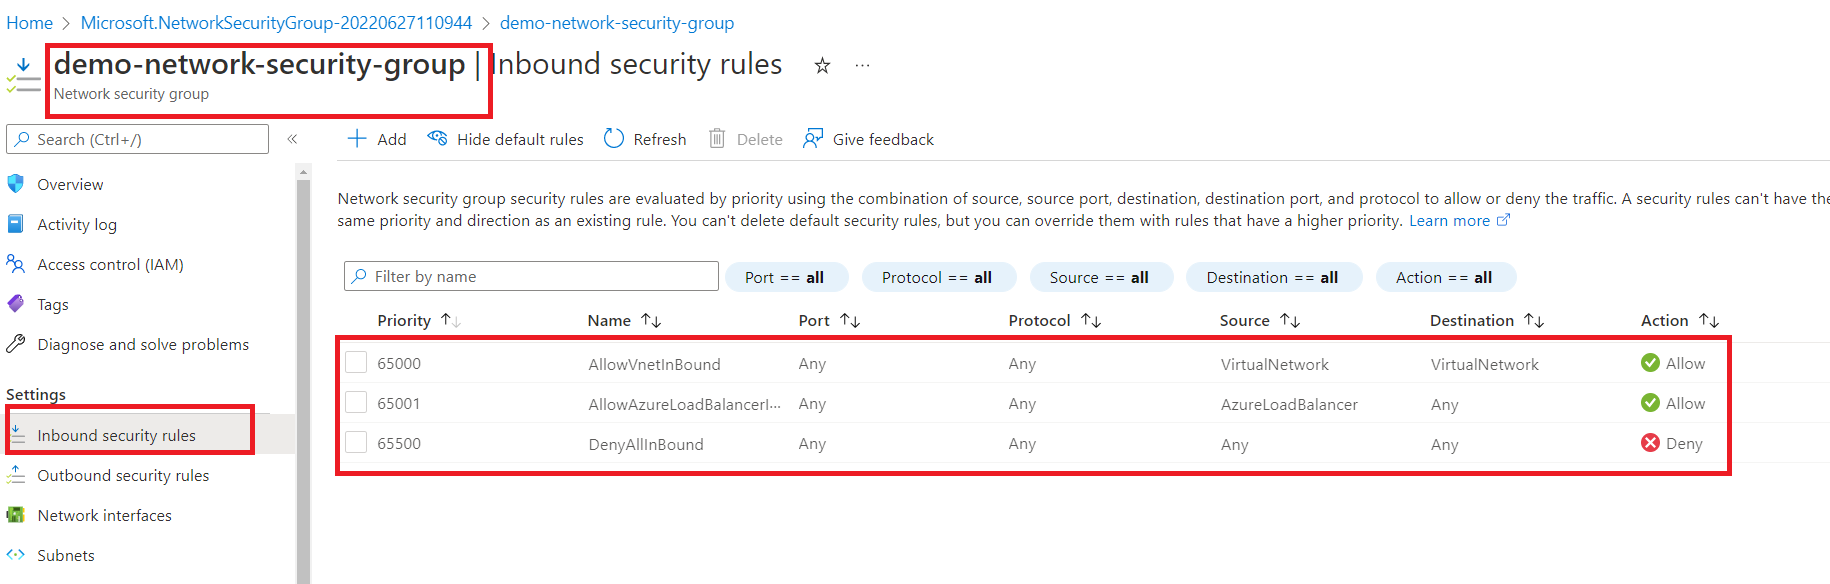 Home > Microsoft.NetworkSecurityGroup-20220627110944 > demo-network-security-group
demo-network-security-group | Inbound security rules ...
Network security group
Search (Ctrl+/) «
Add Hide default rules Refresh Delete Give feedback
Overview
Activity log
Access control (IAM)
Tags
Diagnose and solve problems
Settings
Inbound security rules
Outbound security rules
Network interfaces
Subnets
Network security group security rules are evaluated by priority using the combination of source, source port, destination, destination port, and protocol to allow or deny the traffic. A security rules can't have the
same priority and direction as an existing rule. You can't delete default security rules, but you can override them with rules that have a higher priority. Learn more
Filter by name Port == all Protocol == all Source == all Destination == all Action == all
Priority Name Port Protocol Source Destination Action
65000 AllowVnetInBound Any Any VirtualNetwork VirtualNetwork Allow
65001 AllowAzureLoadBalancerI... Any Any AzureLoadBalancer Any Allow
65500 DenyAllInBound Any Any Any Any Deny